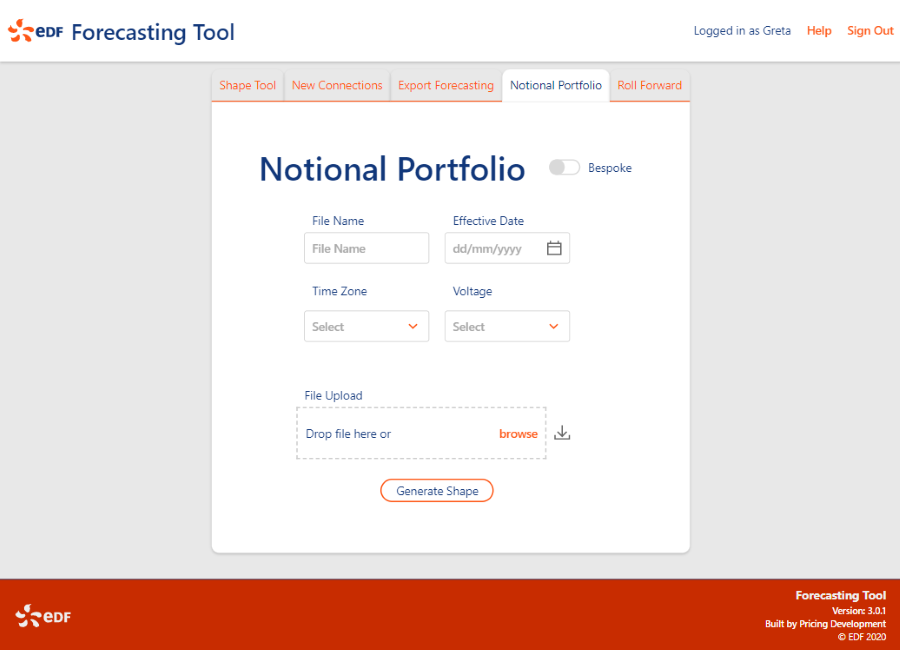 eDF Forecasting Tool
Logged in as Greta Help Sign Out
Shape Tool New Connections Export Forecasting Notional Portfolio Roll Forward
Notional Portfolio
Bespoke
File Name Effective Date
File Name dd/mm/yyyy
Time Zone Voltage
Select Select
File Upload
Drop file here or browse
Generate Shape
eDF
Forecasting Tool
Version: 3.0.1
Built by Pricing Development
© EDF 2020